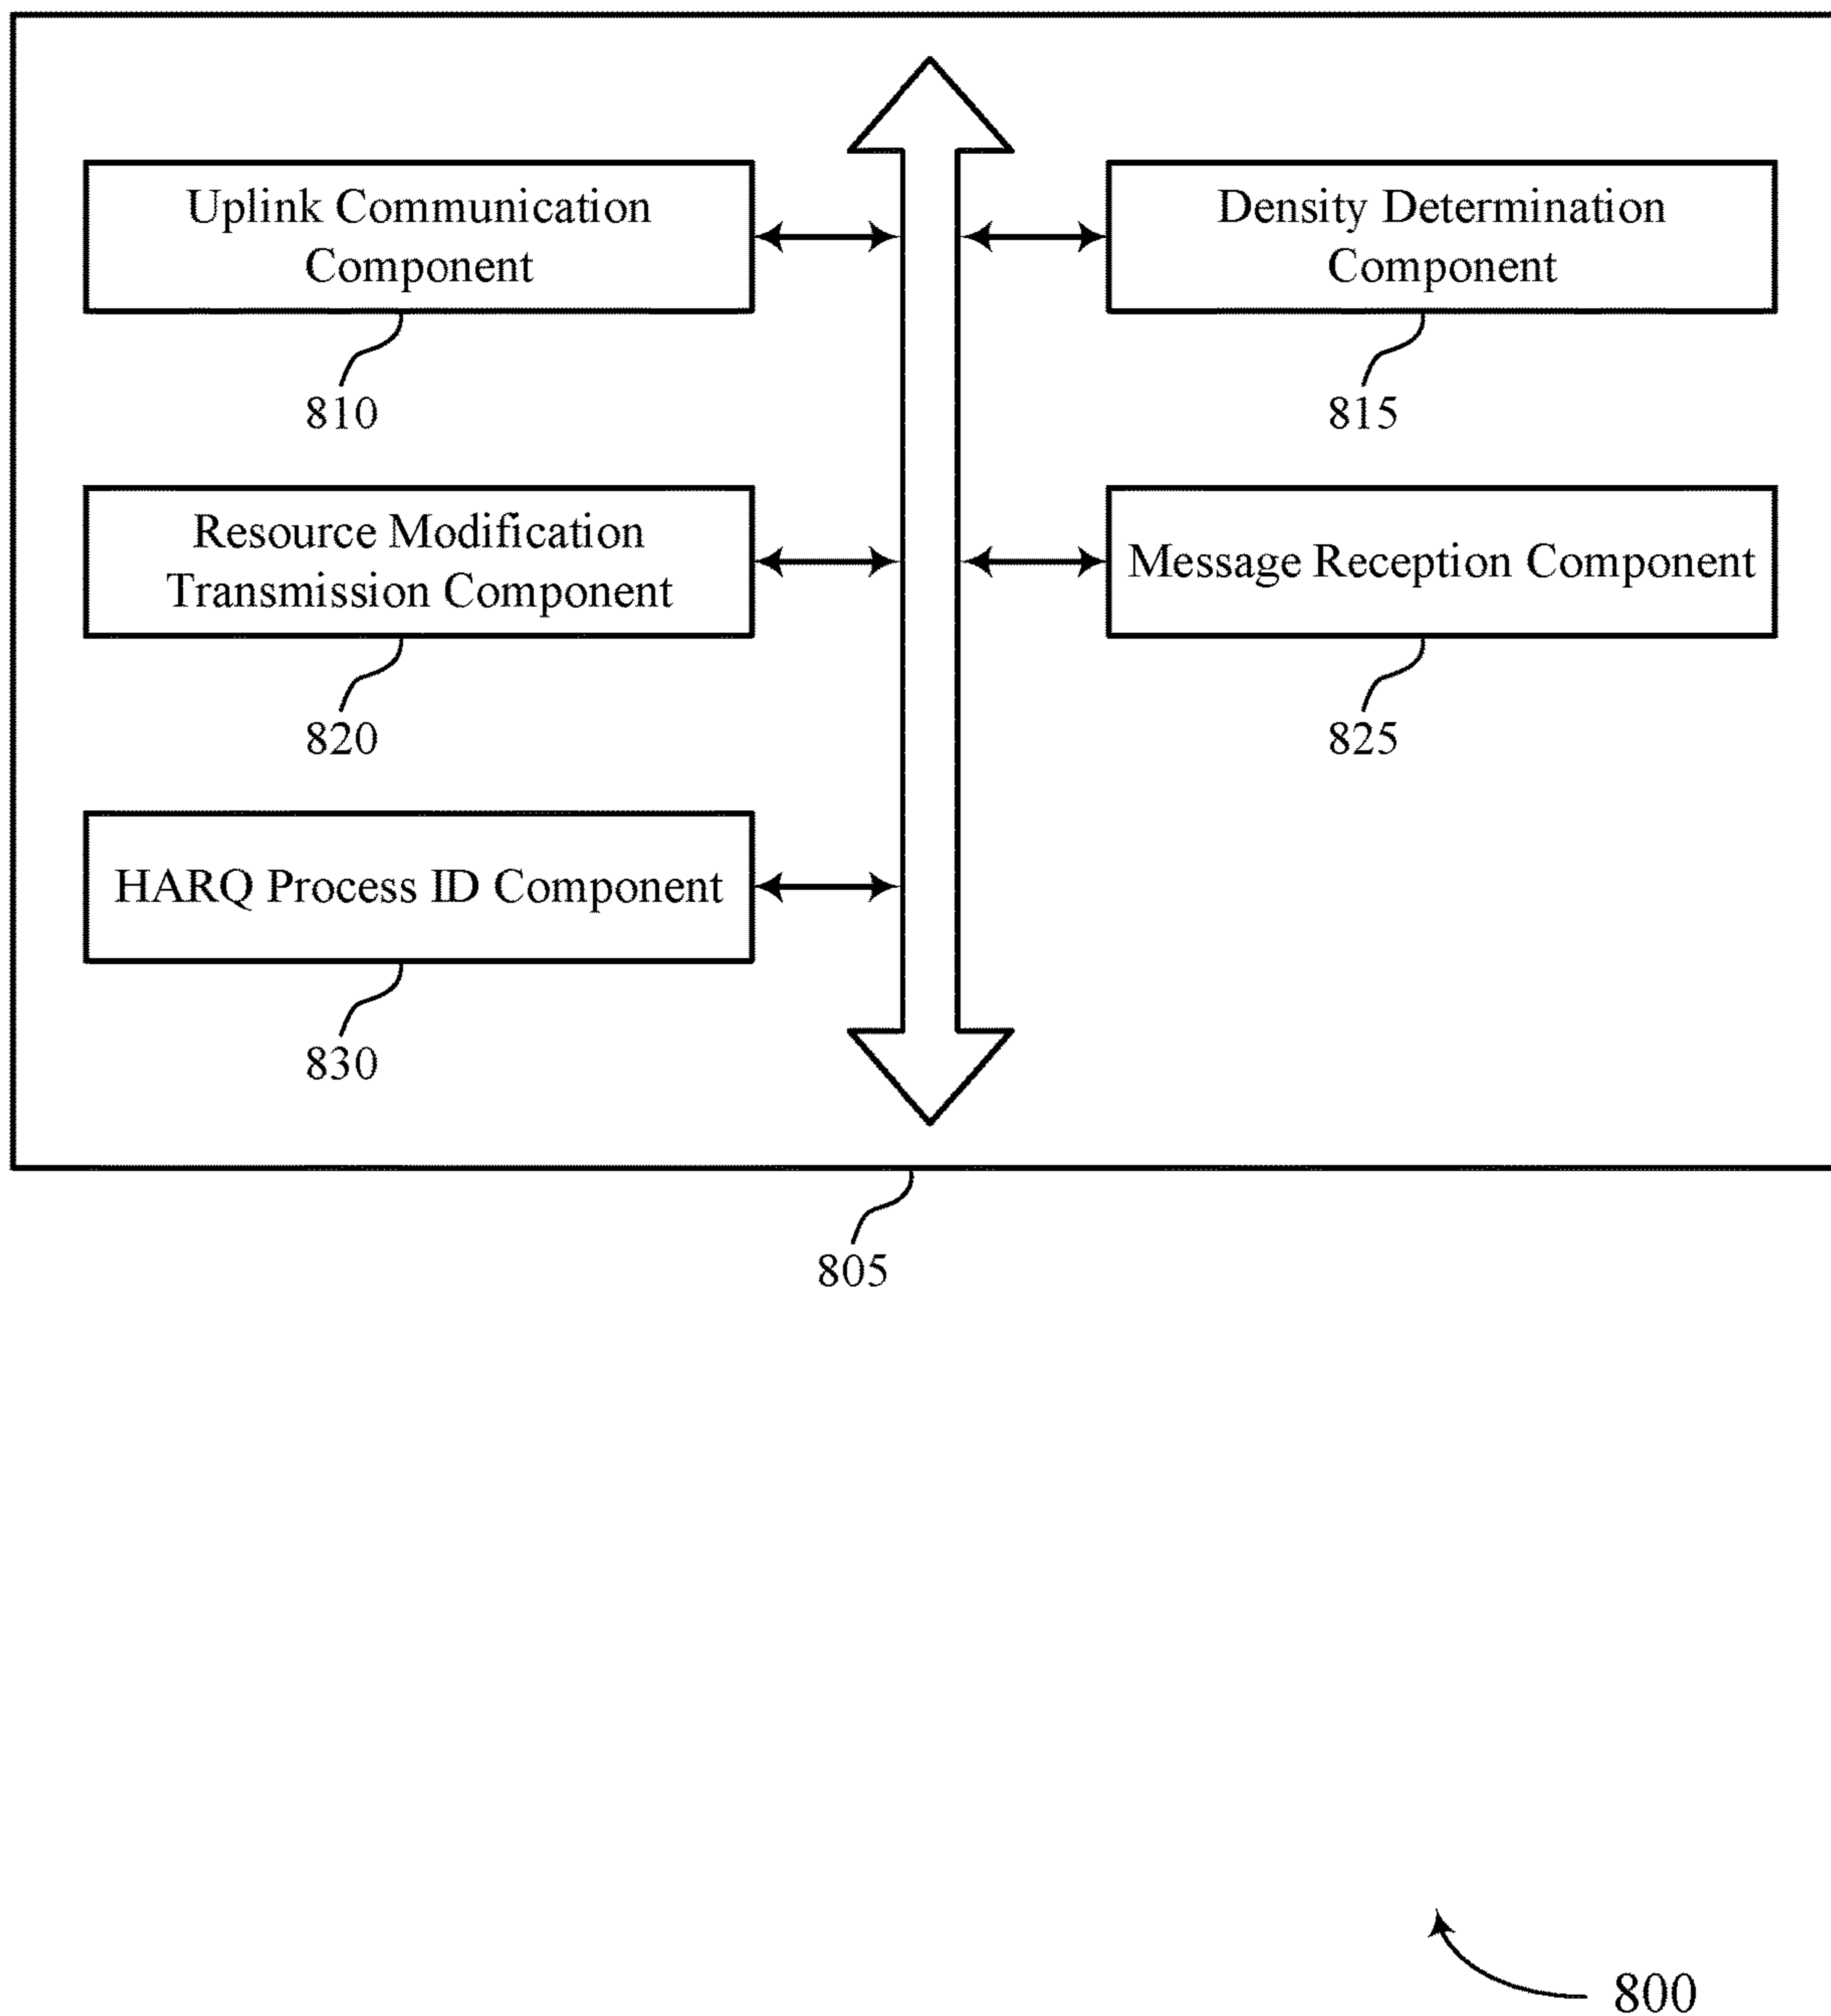 Uplink Communication
Component
810
Density Determination
Component
815
Resource Modification
Transmission Component
820
Message Reception Component
825
HARQ Process ID Component
830
805
800